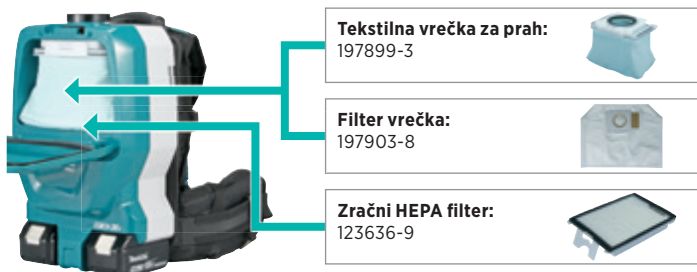 Tekstilna vrečka za prah:
197899-3
Filter vrečka:
197903-8
Zračni HEPA filter:
123636-9